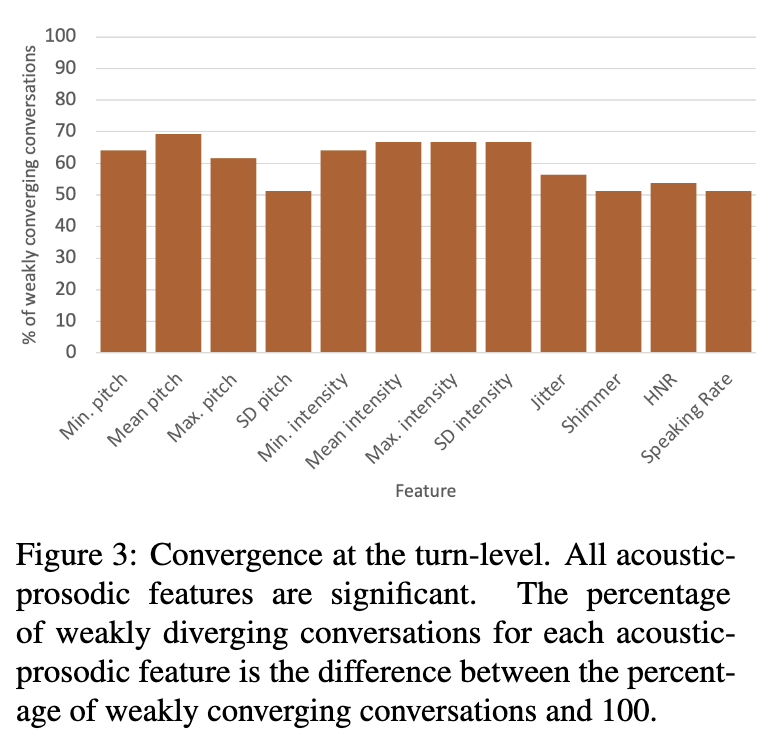 100
90
80
70
60
50
40
30
20
10
0
% of weakly converging conversations
Min. pitch
Mean pitch
Max. pitch
SD pitch
Min. intensity
Mean intensity
Max. intensity
SD intensity
Jitter
Shimmer
HNR
Speaking Rate
Feature
Figure 3: Convergence at the turn-level. All acoustic-
prosodic features are significant. The percentage
of weakly diverging conversations for each acoustic-
prosodic feature is the difference between the percent-
age of weakly converging conversations and 100.